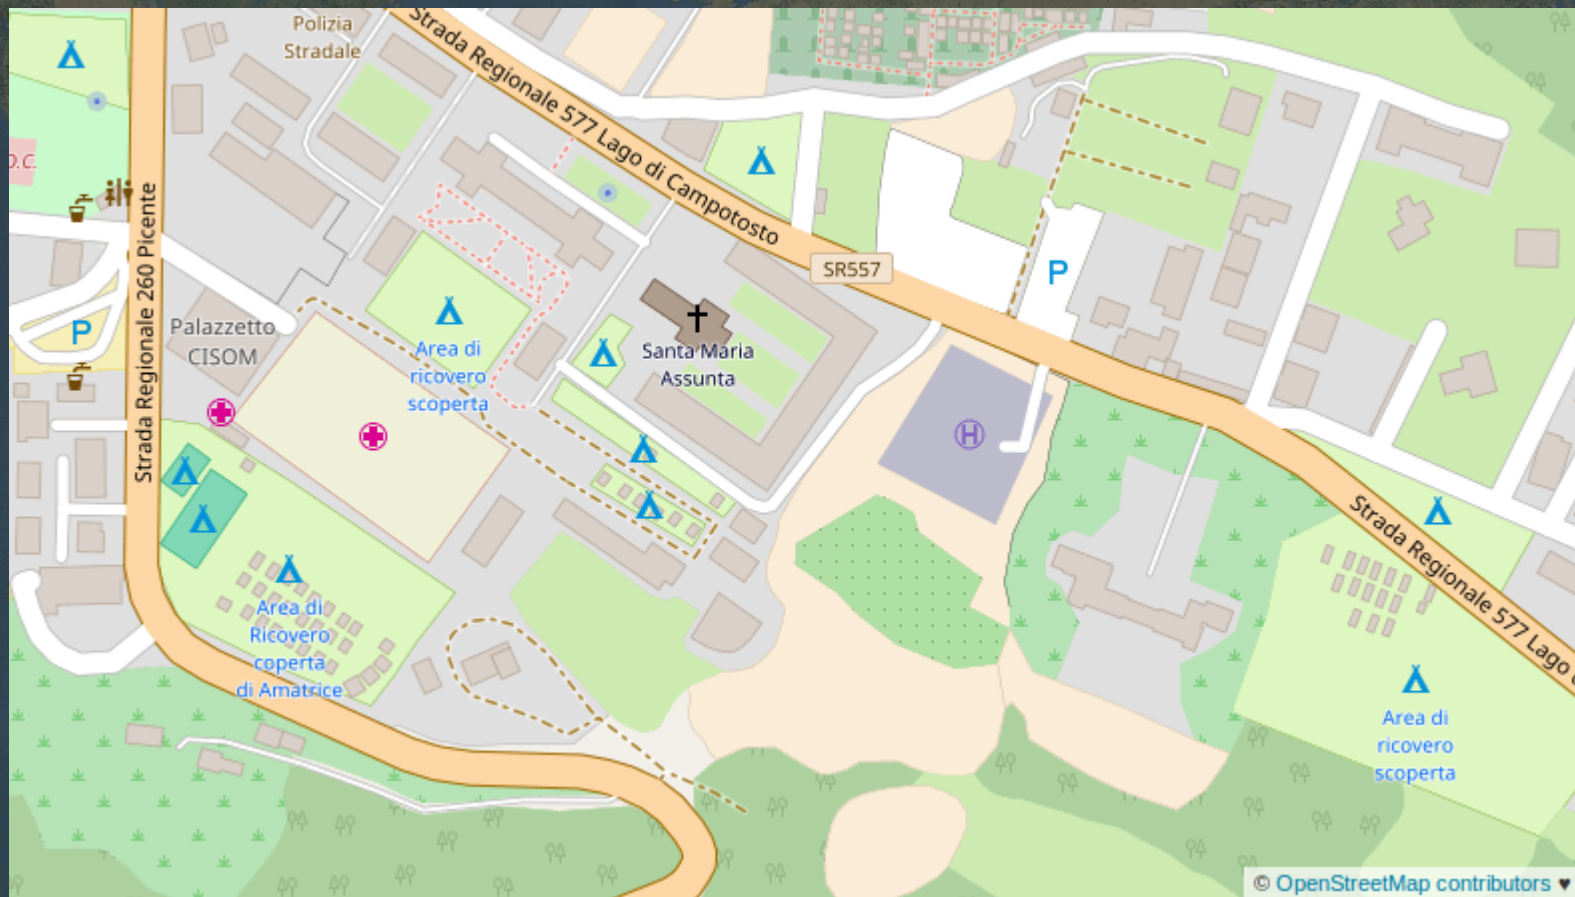 Polizia
Stradale
Strada Regionale 577 Lago di Campotosto
O.C.
Strada Regionale 260 Picente
SR557
P
P
Palazzetto
CISOM
Area di
ricovero
scoperta
Santa Maria
Assunta
H
Strada Regionale 577 Lago
Area di
Ricovero
coperta
di Amatrice
Area di
ricovero
scoperta
© OpenStreetMap contributors ♥